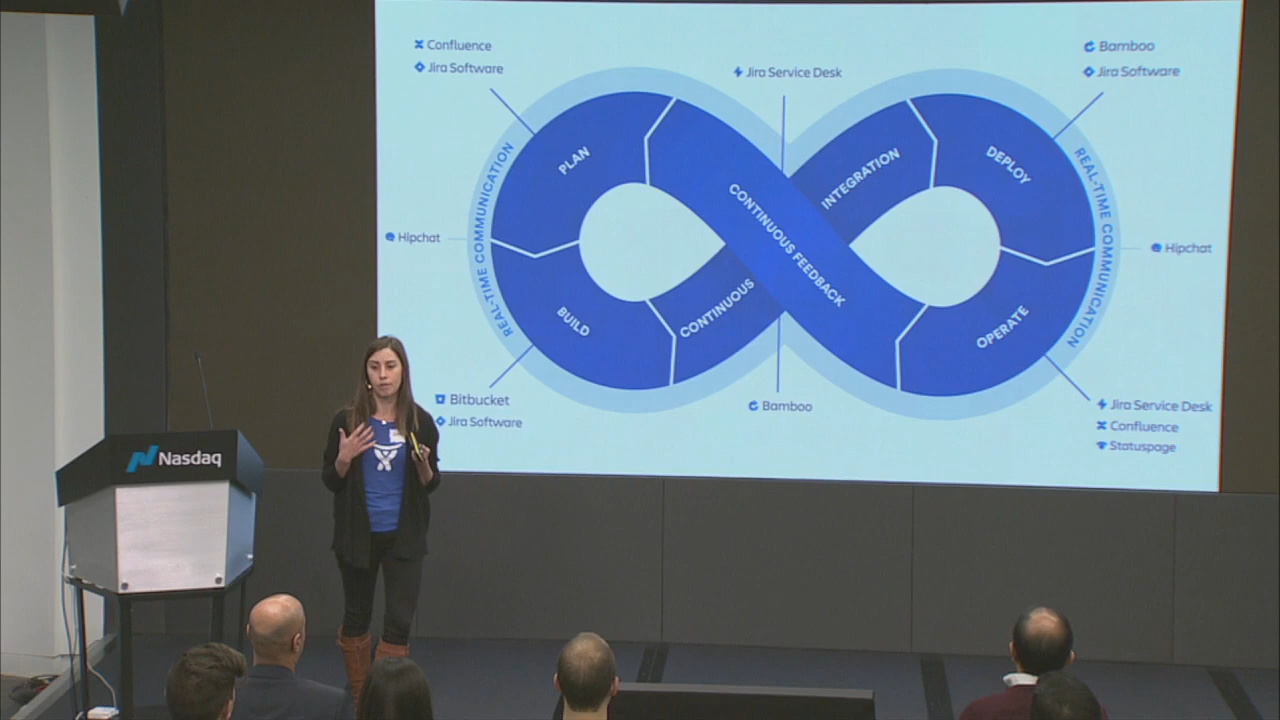 Confluence
Jira Software
Jira Service Desk
Bamboo
Jira Software
PLAN
CONTINUOUS FEEDBACK
INTEGRATION
DEPLOY
REAL-TIME COMMUNICATION
REAL-TIME COMMUNICATION
Hipchat
Hipchat
BUILD
CONTINUOUS
OPERATE
Bitbucket
Jira Software
Bamboo
Jira Service Desk
Confluence
Statuspage
Nasdaq